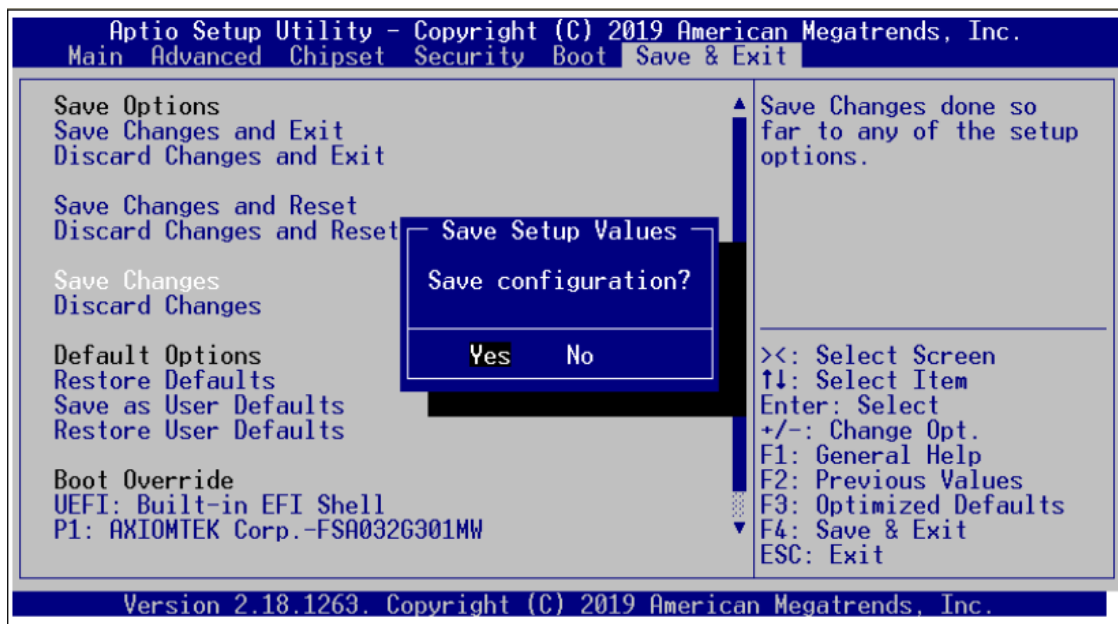 Aptio Setup Utility - Copyright (C) 2019 American Megatrends, Inc.
Main Advanced Chipset Security Boot Save & Exit
Save Options
Save Changes and Exit
Discard Changes and Exit
Save Changes and Reset
Discard Changes and Reset
Save Changes
Discard Changes
Default Options
Restore Defaults
Save as User Defaults
Restore User Defaults
Boot Override
UEFI: Built-in EFI Shell
P1: AXIOMTEK Corp.-FSA032G301MW
Save Setup Values
Save configuration?
Yes No
Save Changes done so
far to any of the setup
options.
><: Select Screen
↑↓: Select Item
Enter: Select
+/-: Change Opt.
F1: General Help
F2: Previous Values
F3: Optimized Defaults
F4: Save & Exit
ESC: Exit
Version 2.18.1263. Copyright (C) 2019 American Megatrends, Inc.